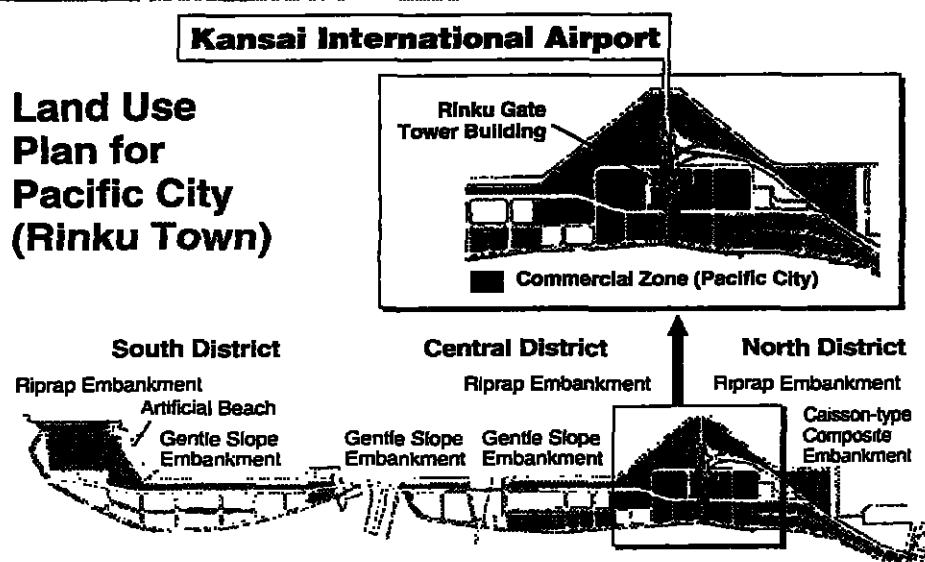 Kansai International Airport
Land Use
Plan for
Pacific City
(Rinku Town)
Rinku Gate
Tower Building
Commercial Zone (Pacific City)
South District
Central District
North District
Riprap Embankment
Riprap Embankment
Riprap Embankment
Artificial Beach
Gentle Slope
Embankment
Gentle Slope
Embankment
Gentle Slope
Embankment
Caisson-type
Composite
Embankment